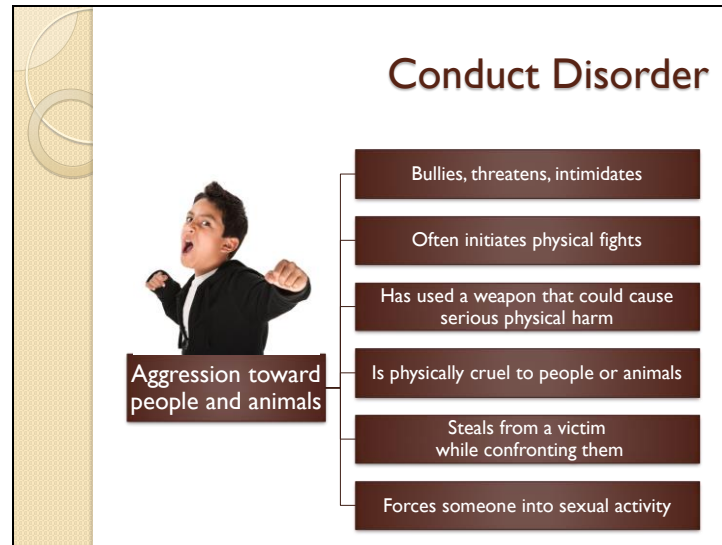 Conduct Disorder
Bullies, threatens, intimidates
Often initiates physical fights
Has used a weapon that could cause
serious physical harm
Aggression toward
people and animals
Is physically cruel to people or animals
Steals from a victim
while confronting them
Forces someone into sexual activity